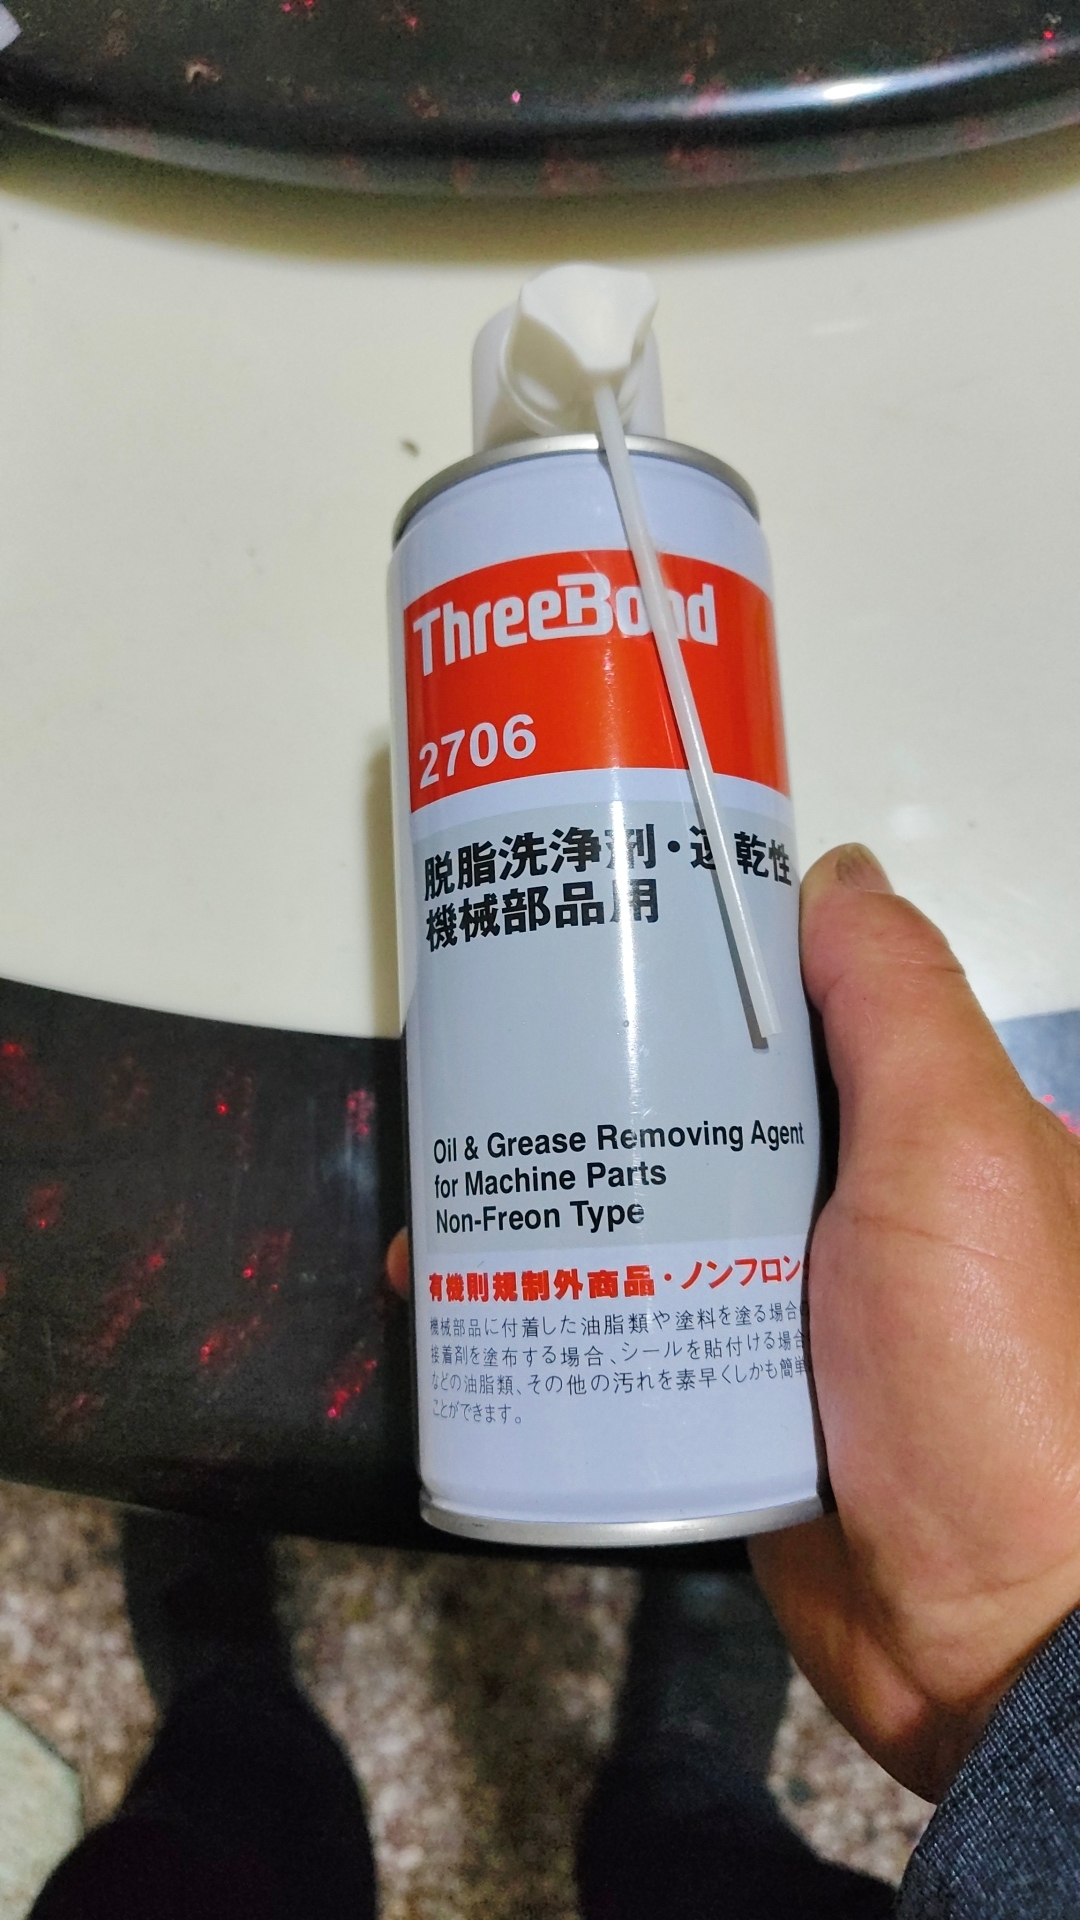 ThreeBond
2706
脱脂洗浄剤・速乾性
機械部品用
Oil & Grease Removing Agent
for Machine Parts
Non-Freon Type
有機則規制外商品・ノンフロン
機械部品に付着した油脂類や塗料を塗る場合
接着剤を塗布する場合、シールを貼付ける場合
などの油脂類、その他の汚れを素早くしかも簡単
ことができます。